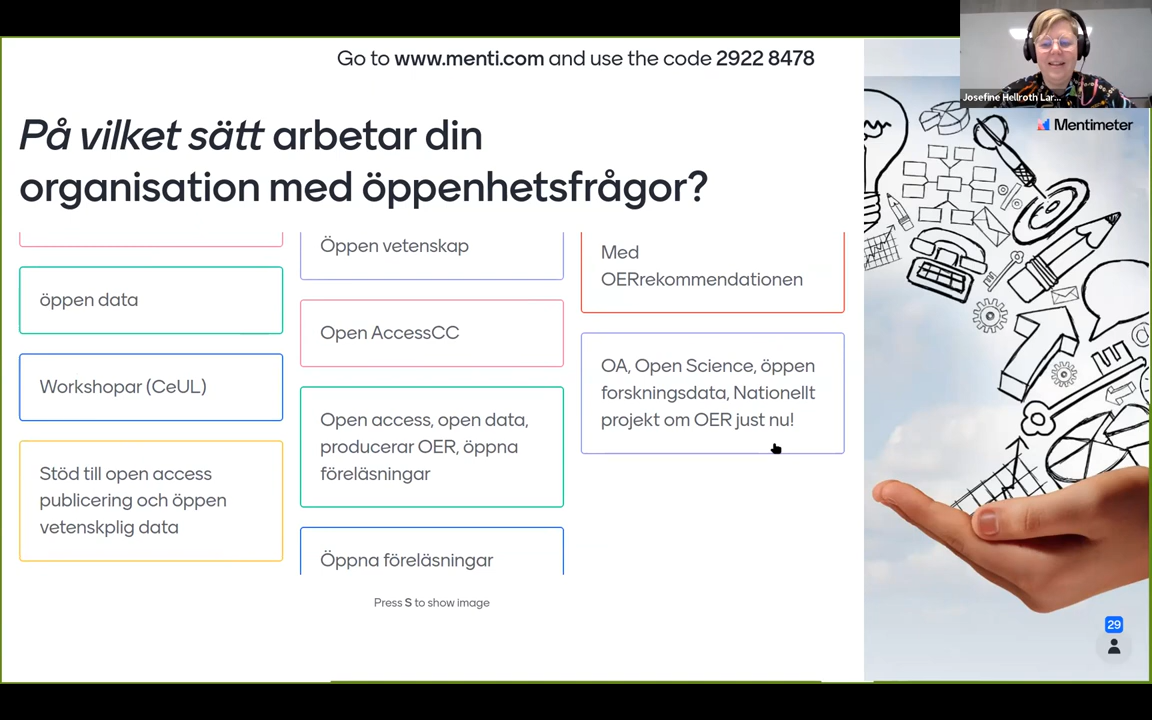 Go to www.menti.com and use the code 2922 8478
Josefine Hellroth Lar...
Mentimeter
På vilket sätt arbetar din
organisation med öppenhetsfrågor?
öppen data
Workshopar (CeUL)
Stöd till open access
publicering och öppen
vetenskplig data
Öppen vetenskap
Open AccessCC
Open access, open data,
producerar OER, öppna
föreläsningar
Öppna föreläsningar
Med
OERrekommendationen
OA, Open Science, öppen
forskningsdata, Nationellt
projekt om OER just nu!
Press S to show image
29